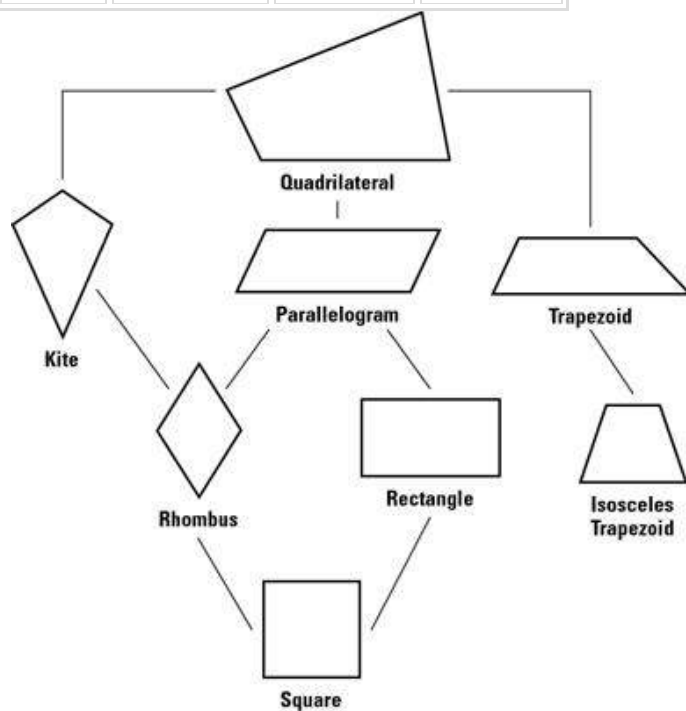 Quadrilateral
Parallelogram
Trapezoid
Kite
Rhombus
Rectangle
Isosceles
Trapezoid
Square